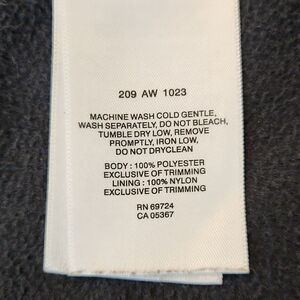 209 AW 1023
MACHINE WASH COLD GENTLE,
WASH SEPARATELY, DO NOT BLEACH,
TUMBLE DRY LOW, REMOVE
PROMPTLY, IRON LOW,
DO NOT DRYCLEAN
BODY : 100% POLYESTER
EXCLUSIVE OF TRIMMING
LINING : 100% NYLON
EXCLUSIVE OF TRIMMING
RN 69724
CA 05367